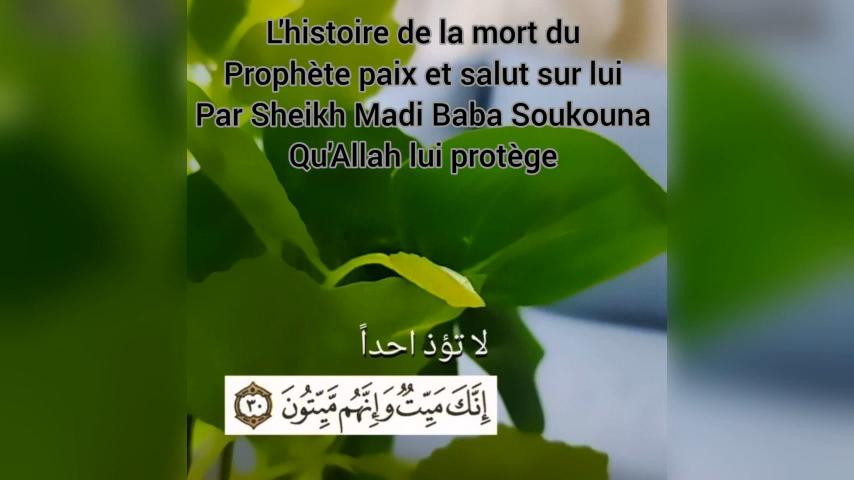 L'histoire de la mort du
Prophète paix et salut sur lui
Par Sheikh Madi Baba Soukouna
Qu'Allah lui protège
لا تؤذ احداً
إِنَّكَ مَيِّتٌ وَإِنَّهُم مَّيِّتُونَ ٣٠